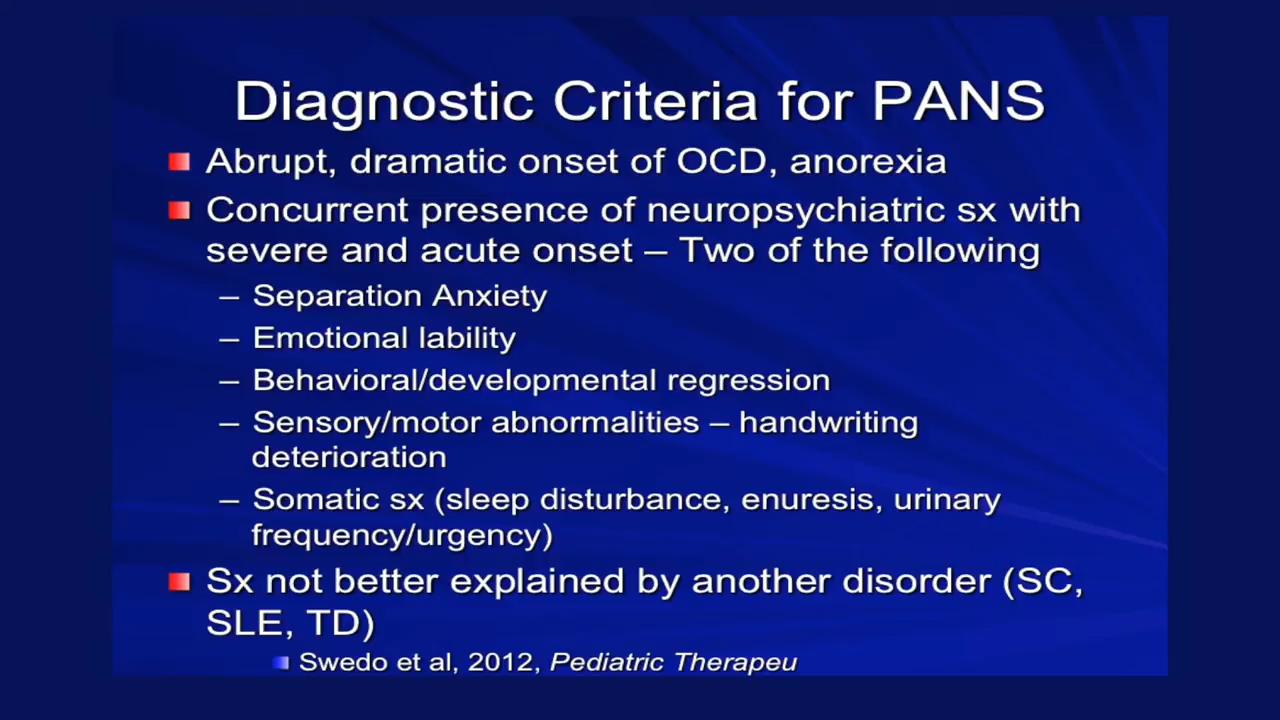 Diagnostic Criteria for PANS
Abrupt, dramatic onset of OCD, anorexia
Concurrent presence of neuropsychiatric sx with
severe and acute onset – Two of the following
– Separation Anxiety
– Emotional lability
– Behavioral/developmental regression
– Sensory/motor abnormalities – handwriting
deterioration
– Somatic sx (sleep disturbance, enuresis, urinary
frequency/urgency)
Sx not better explained by another disorder (SC,
SLE, TD)
Swedo et al, 2012, Pediatric Therapeu